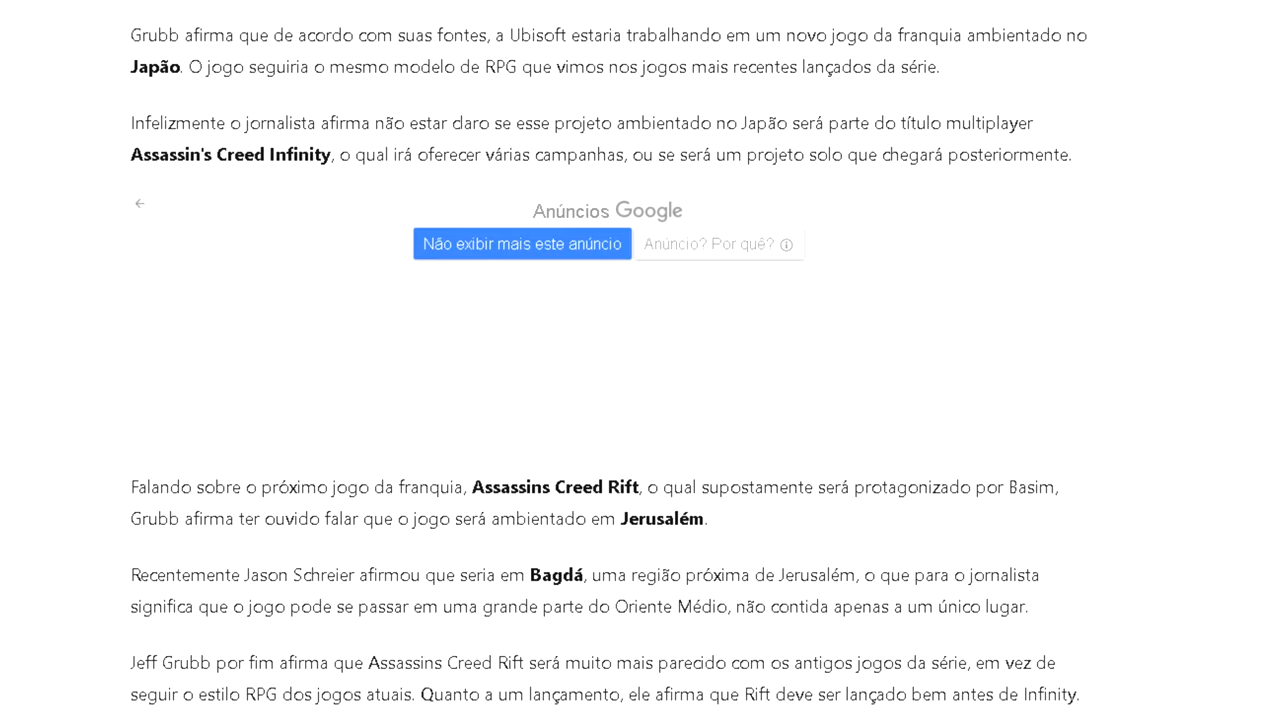 Grubb afirma que de acordo com suas fontes, a Ubisoft estaria trabalhando em um novo jogo da franquia ambientado no
Japão. O jogo seguiria o mesmo modelo de RPG que vimos nos jogos mais recentes lançados da série.
Infelizmente o jornalista afirma não estar claro se esse projeto ambientado no Japão será parte do título multiplayer
Assassin's Creed Infinity, o qual irá oferecer várias campanhas, ou se será um projeto solo que chegará posteriormente.
Anúncios Google
Não exibir mais este anúncio Anúncio? Por quê?
Falando sobre o próximo jogo da franquia, Assassins Creed Rift, o qual supostamente será protagonizado por Basim,
Grubb afirma ter ouvido falar que o jogo será ambientado em Jerusalém.
Recentemente Jason Schreier afirmou que seria em Bagdá, uma região próxima de Jerusalém, o que para o jornalista
significa que o jogo pode se passar em uma grande parte do Oriente Médio, não contida apenas a um único lugar.
Jeff Grubb por fim afirma que Assassins Creed Rift será muito mais parecido com os antigos jogos da série, em vez de
seguir o estilo RPG dos jogos atuais. Quanto a um lançamento, ele afirma que Rift deve ser lançado bem antes de Infinity.